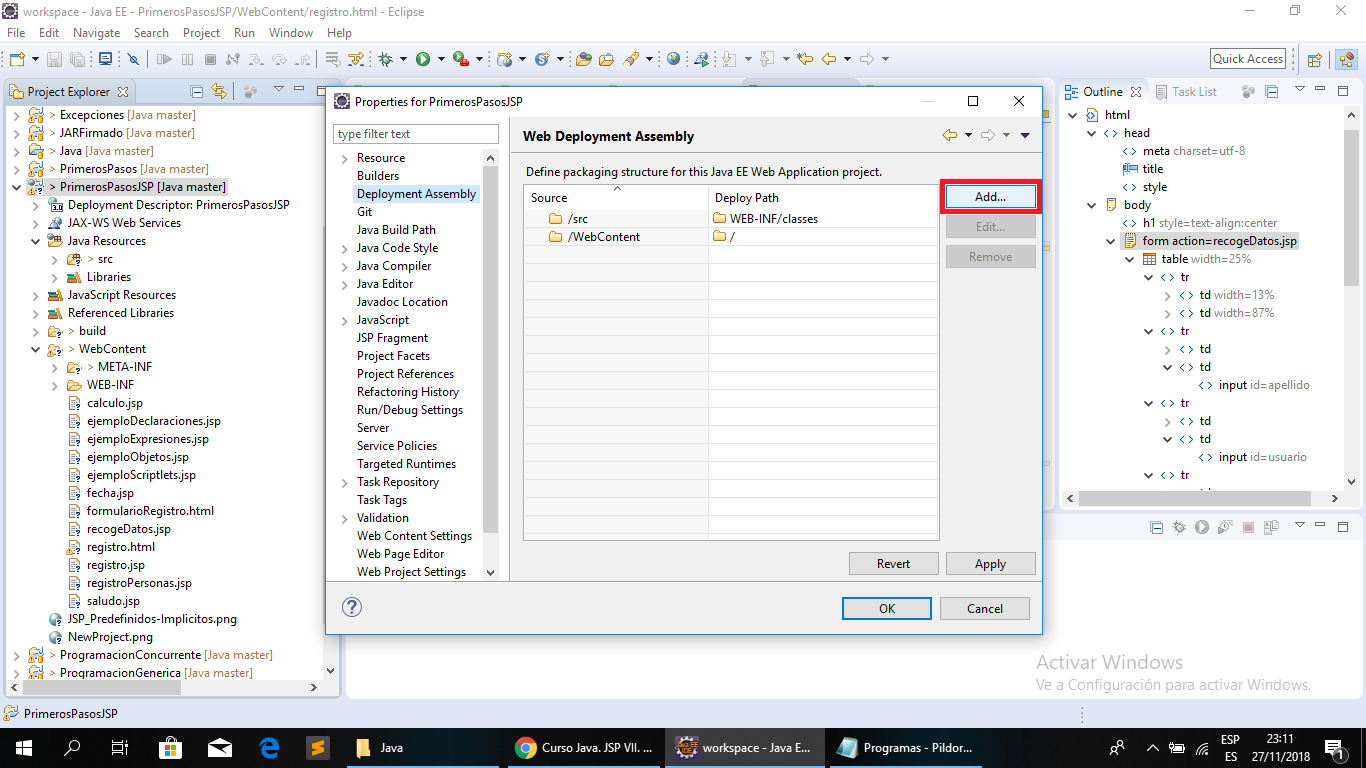 workspace - Java EE - PrimerosPasosJSP/WebContent/registro.html - Eclipse
File Edit Navigate Search Project Run Window Help
Quick Access
Project Explorer
> Excepciones [Java master]
> JARFirmado [Java master]
> Java [Java master]
> PrimerosPasos [Java master]
> PrimerosPasosJSP [Java master]
Deployment Descriptor: PrimerosPasosJSP
JAX-WS Web Services
Java Resources
> src
Libraries
JavaScript Resources
Referenced Libraries
> build
> WebContent
> META-INF
WEB-INF
calculo.jsp
ejemploDeclaraciones.jsp
ejemploExpresiones.jsp
ejemploObjetos.jsp
ejemploScriptlets.jsp
fecha.jsp
formularioRegistro.html
recogeDatos.jsp
registro.html
registro.jsp
registroPersonas.jsp
saludo.jsp
JSP_Predefinidos-Implicitos.png
NewProject.png
> ProgramacionConcurrente [Java master]
> ProgramacionGenerica [Java master]
Properties for PrimerosPasosJSP
type filter text
Resource
Builders
Deployment Assembly
Git
Java Build Path
Java Code Style
Java Compiler
Java Editor
Javadoc Location
JavaScript
JSP Fragment
Project Facets
Project References
Refactoring History
Run/Debug Settings
Server
Service Policies
Targeted Runtimes
Task Repository
Task Tags
Validation
Web Content Settings
Web Page Editor
Web Project Settings
Web Deployment Assembly
Define packaging structure for this Java EE Web Application project.
Source Deploy Path
/src WEB-INF/classes
/WebContent /
Add...
Edit...
Remove
Revert Apply
OK Cancel
Outline Task List
html
head
meta charset=utf-8
title
style
body
h1 style=text-align:center
form action=recogeDatos.jsp
table width=25%
tr
td width=13%
td width=87%
tr
td
td
input id=apellido
tr
td
td
input id=usuario
tr
Activar Windows
Ve a Configuración para activar Windows.
PrimerosPasosJSP
Java
Curso Java. JSP VII. ...
workspace - Java E...
Programas - Pildor...
ESP
ES
23:11
27/11/2018
1